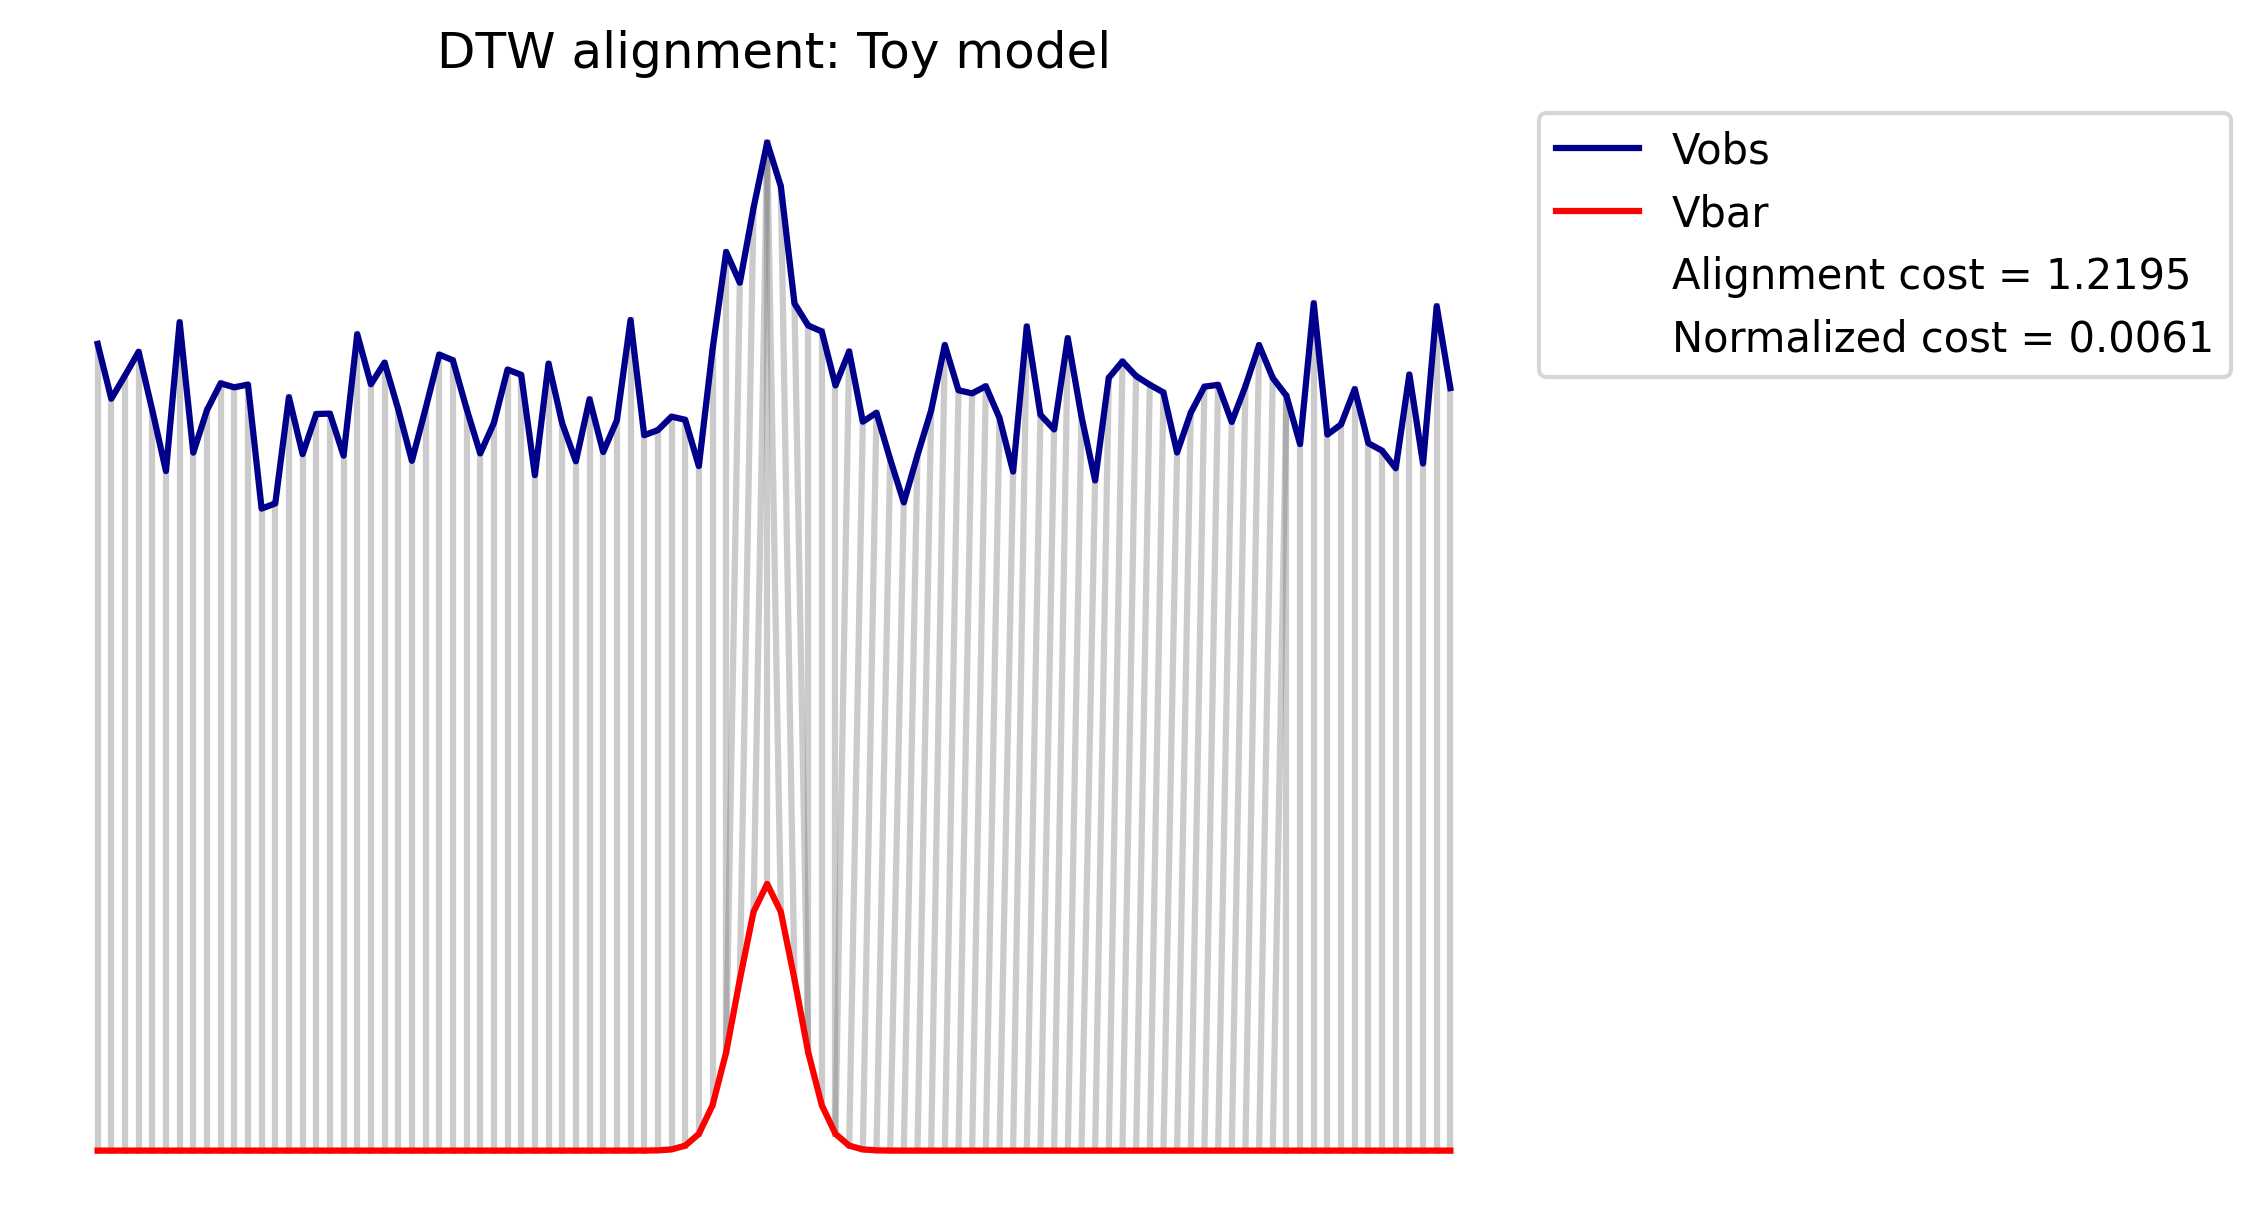 DTW alignment: Toy model
Vobs
Vbar
Alignment cost = 1.2195
Normalized cost = 0.0061